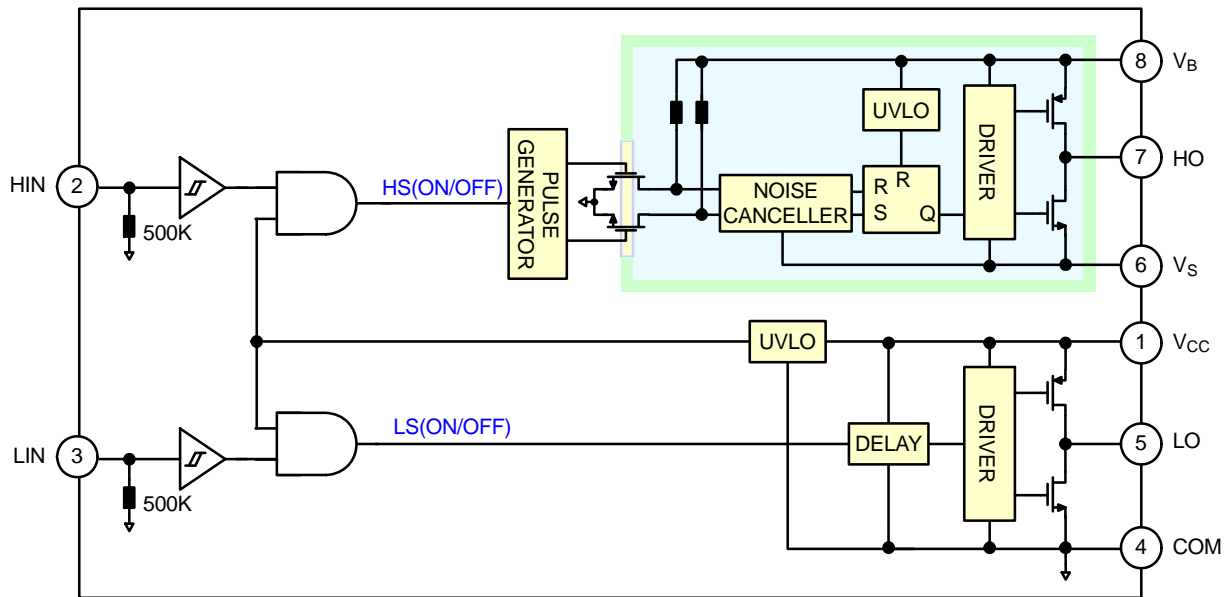 8 VB
UVLO
DRIVER
HIN 2
PULSE
GENERATOR
7 HO
HS(ON/OFF)
NOISE
CANCELLER
R R
S Q
500K
6 VS
UVLO
1 VCC
DRIVER
LS(ON/OFF)
DELAY
5 LO
LIN 3
500K
4 COM